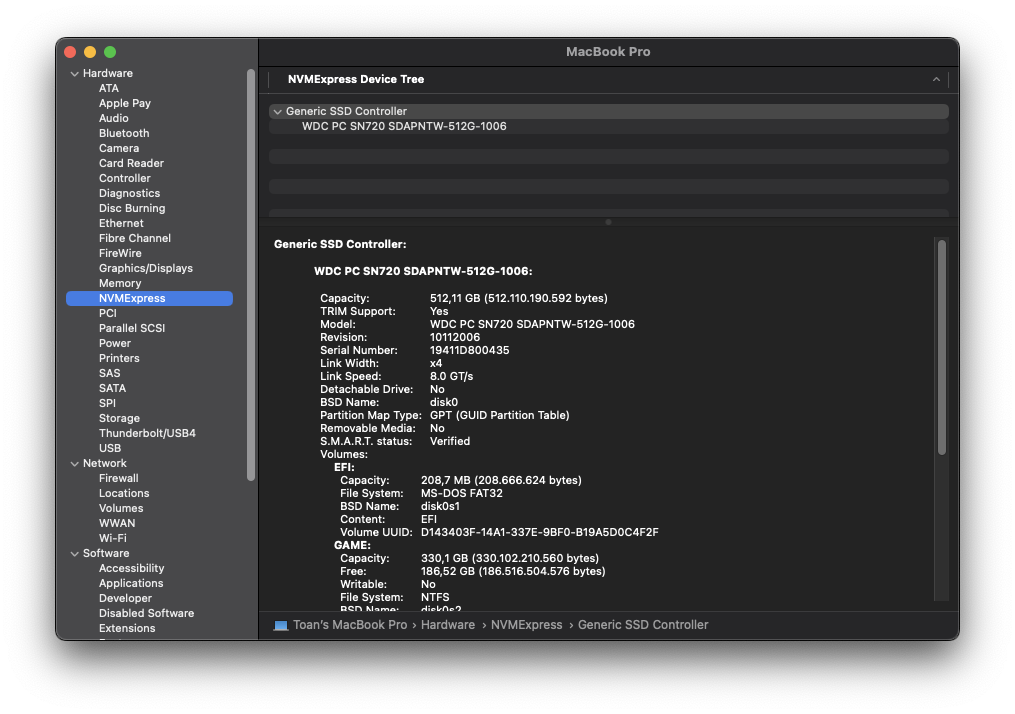 MacBook Pro
Hardware
ATA
Apple Pay
Audio
Bluetooth
Camera
Card Reader
Controller
Diagnostics
Disc Burning
Ethernet
Fibre Channel
FireWire
Graphics/Displays
Memory
NVMExpress
PCI
Parallel SCSI
Power
Printers
SAS
SATA
SPI
Storage
Thunderbolt/USB4
USB
Network
Firewall
Locations
Volumes
WWAN
Wi-Fi
Software
Accessibility
Applications
Developer
Disabled Software
Extensions
NVMExpress Device Tree
Generic SSD Controller
WDC PC SN720 SDAPNTW-512G-1006
Generic SSD Controller:
WDC PC SN720 SDAPNTW-512G-1006:
Capacity: 512,11 GB (512.110.190.592 bytes)
TRIM Support: Yes
Model: WDC PC SN720 SDAPNTW-512G-1006
Revision: 10112006
Serial Number: 19411D800435
Link Width: x4
Link Speed: 8.0 GT/s
Detachable Drive: No
BSD Name: disk0
Partition Map Type: GPT (GUID Partition Table)
Removable Media: No
S.M.A.R.T. status: Verified
Volumes:
EFI:
Capacity: 208,7 MB (208.666.624 bytes)
File System: MS-DOS FAT32
BSD Name: disk0s1
Content: EFI
Volume UUID: D143403F-14A1-337E-9BF0-B19A5D0C4F2F
GAME:
Capacity: 330,1 GB (330.102.210.560 bytes)
Free: 186,52 GB (186.516.504.576 bytes)
Writable: No
File System: NTFS
BSD Name: disk0s2
Toan's MacBook Pro › Hardware › NVMExpress › Generic SSD Controller